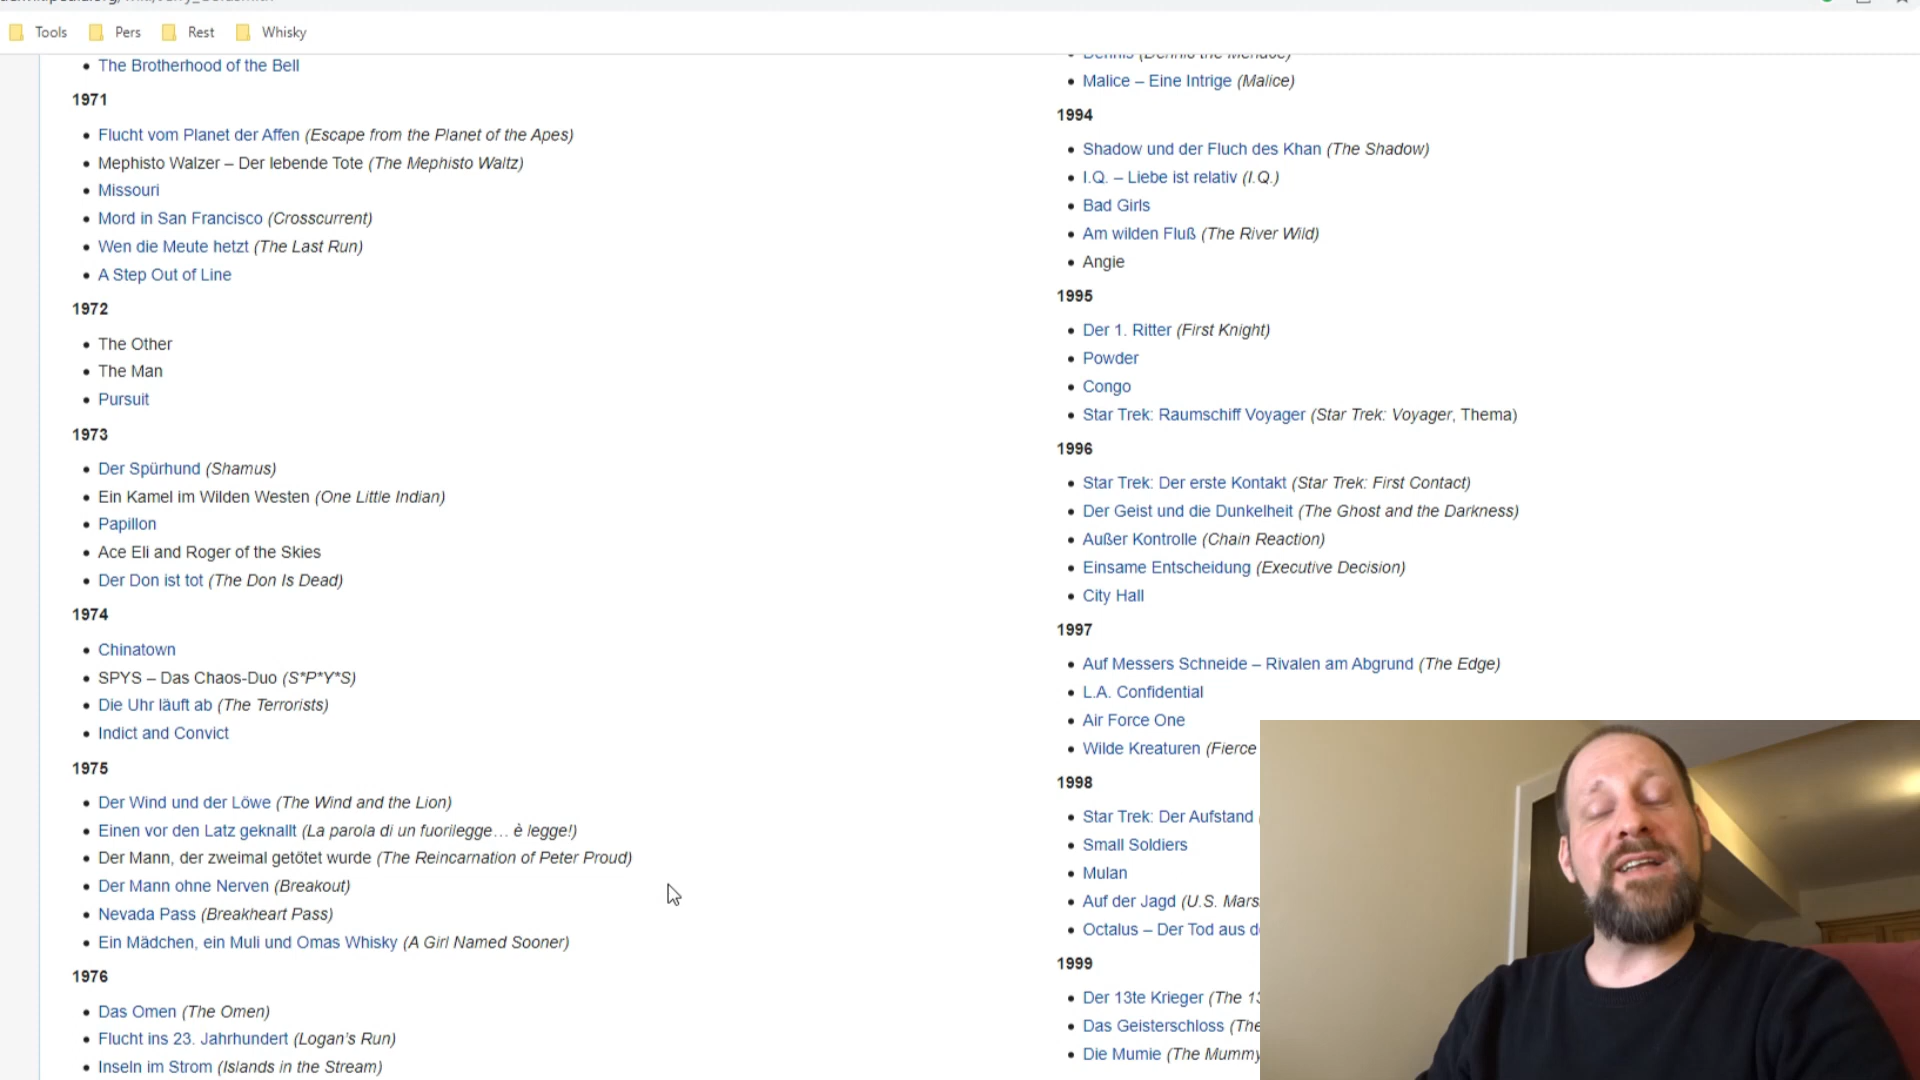 Tools Pers Rest Whisky
The Brotherhood of the Bell
1971
Flucht vom Planet der Affen (Escape from the Planet of the Apes)
Mephisto Walzer – Der lebende Tote (The Mephisto Waltz)
Missouri
Mord in San Francisco (Crosscurrent)
Wen die Meute hetzt (The Last Run)
A Step Out of Line
1972
The Other
The Man
Pursuit
1973
Der Spürhund (Shamus)
Ein Kamel im Wilden Westen (One Little Indian)
Papillon
Ace Eli and Roger of the Skies
Der Don ist tot (The Don Is Dead)
1974
Chinatown
SPYS – Das Chaos-Duo (S*P*Y*S)
Die Uhr läuft ab (The Terrorists)
Indict and Convict
1975
Der Wind und der Löwe (The Wind and the Lion)
Einen vor den Latz geknallt (La parola di un fuorilegge… è legge!)
Der Mann, der zweimal getötet wurde (The Reincarnation of Peter Proud)
Der Mann ohne Nerven (Breakout)
Nevada Pass (Breakheart Pass)
Ein Mädchen, ein Muli und Omas Whisky (A Girl Named Sooner)
1976
Das Omen (The Omen)
Flucht ins 23. Jahrhundert (Logan's Run)
Inseln im Strom (Islands in the Stream)
Dennis (Dennis the Menace)
Malice – Eine Intrige (Malice)
1994
Shadow und der Fluch des Khan (The Shadow)
I.Q. – Liebe ist relativ (I.Q.)
Bad Girls
Am wilden Fluß (The River Wild)
Angie
1995
Der 1. Ritter (First Knight)
Powder
Congo
Star Trek: Raumschiff Voyager (Star Trek: Voyager, Thema)
1996
Star Trek: Der erste Kontakt (Star Trek: First Contact)
Der Geist und die Dunkelheit (The Ghost and the Darkness)
Außer Kontrolle (Chain Reaction)
Einsame Entscheidung (Executive Decision)
City Hall
1997
Auf Messers Schneide – Rivalen am Abgrund (The Edge)
L.A. Confidential
Air Force One
Wilde Kreaturen (Fierce
1998
Star Trek: Der Aufstand
Small Soldiers
Mulan
Auf der Jagd (U.S. Mars
Octalus – Der Tod aus d
1999
Der 13te Krieger (The 13
Das Geisterschloss (The
Die Mumie (The Mummy